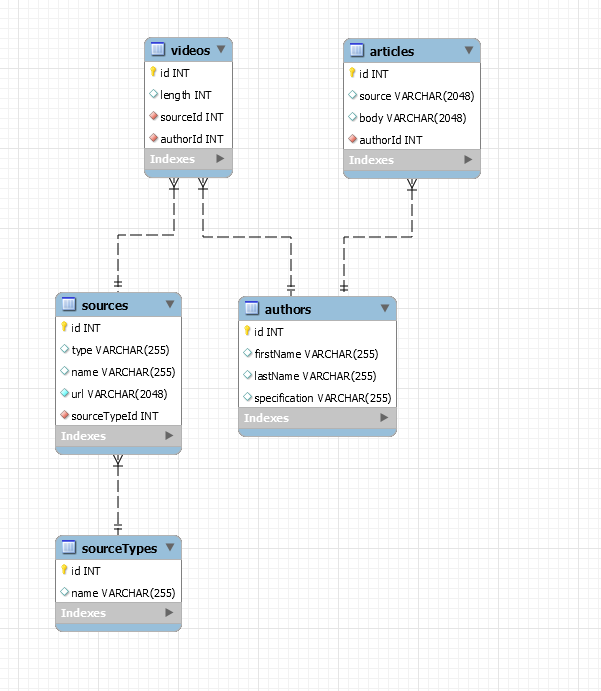 videos
id INT
length INT
sourceId INT
authorId INT
Indexes
articles
id INT
source VARCHAR(2048)
body VARCHAR(2048)
authorId INT
Indexes
sources
id INT
type VARCHAR(255)
name VARCHAR(255)
url VARCHAR(2048)
sourceTypeId INT
Indexes
authors
id INT
firstName VARCHAR(255)
lastName VARCHAR(255)
specification VARCHAR(255)
Indexes
sourceTypes
id INT
name VARCHAR(255)
Indexes